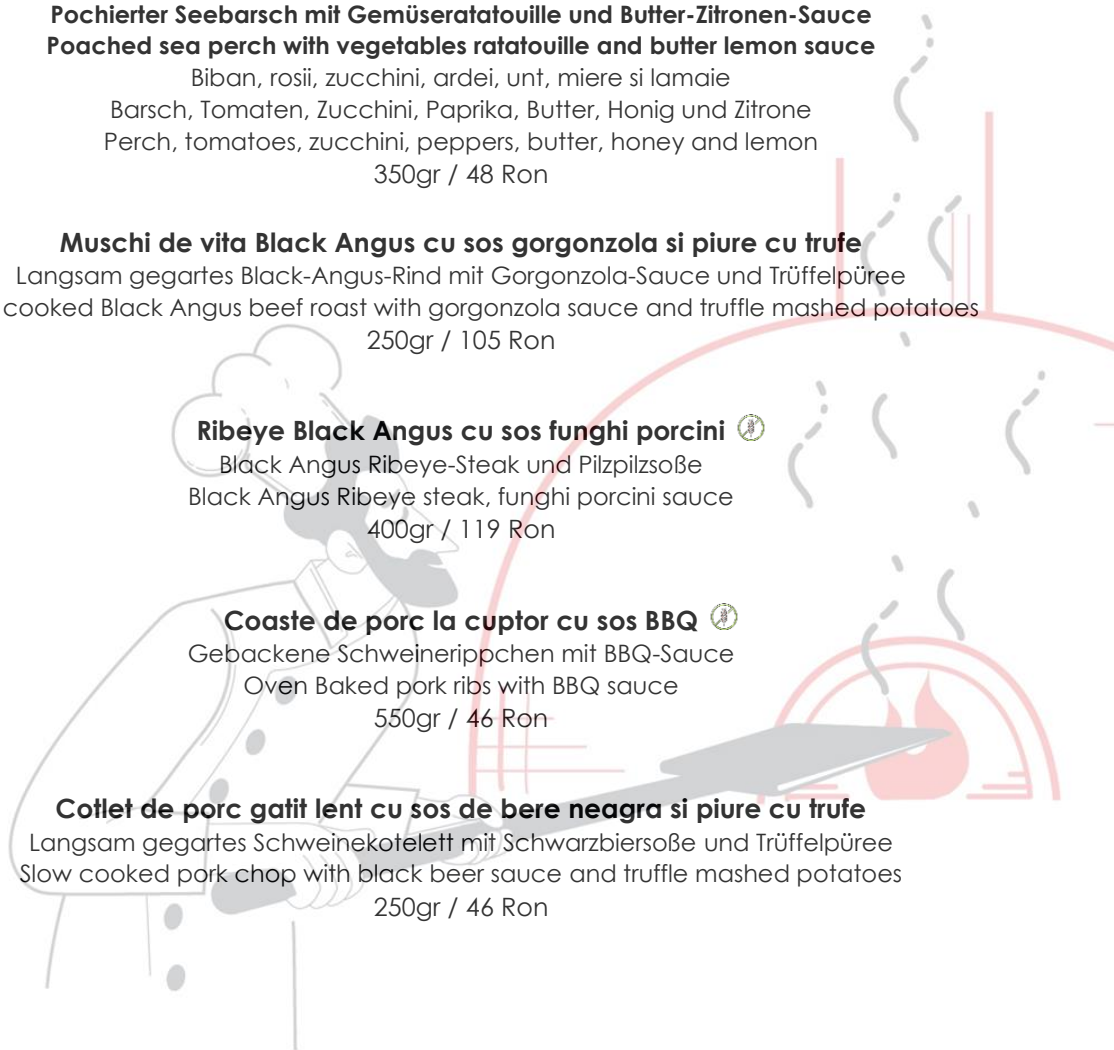 Pochierter Seebarsch mit Gemüseratatouille und Butter-Zitronen-Sauce
Poached sea perch with vegetables ratatouille and butter lemon sauce
Biban, rosii, zucchini, ardei, unt, miere si lamaie
Barsch, Tomaten, Zucchini, Paprika, Butter, Honig und Zitrone
Perch, tomatoes, zucchini, peppers, butter, honey and lemon
350gr / 48 Ron
Muschi de vita Black Angus cu sos gorgonzola si piure cu trufe
Langsam gegartes Black-Angus-Rind mit Gorgonzola-Sauce und Trüffelpüree
cooked Black Angus beef roast with gorgonzola sauce and truffle mashed potatoes
250gr / 105 Ron
Ribeye Black Angus cu sos funghi porcini
Black Angus Ribeye-Steak und Pilzpilzsoße
Black Angus Ribeye steak, funghi porcini sauce
400gr / 119 Ron
Coaste de porc la cuptor cu sos BBQ
Gebackene Schweinerippchen mit BBQ-Sauce
Oven Baked pork ribs with BBQ sauce
550gr / 46 Ron
Cotlet de porc gatit lent cu sos de bere neagra si piure cu trufe
Langsam gegartes Schweinekotelett mit Schwarzbiersoße und Trüffelpüree
Slow cooked pork chop with black beer sauce and truffle mashed potatoes
250gr / 46 Ron